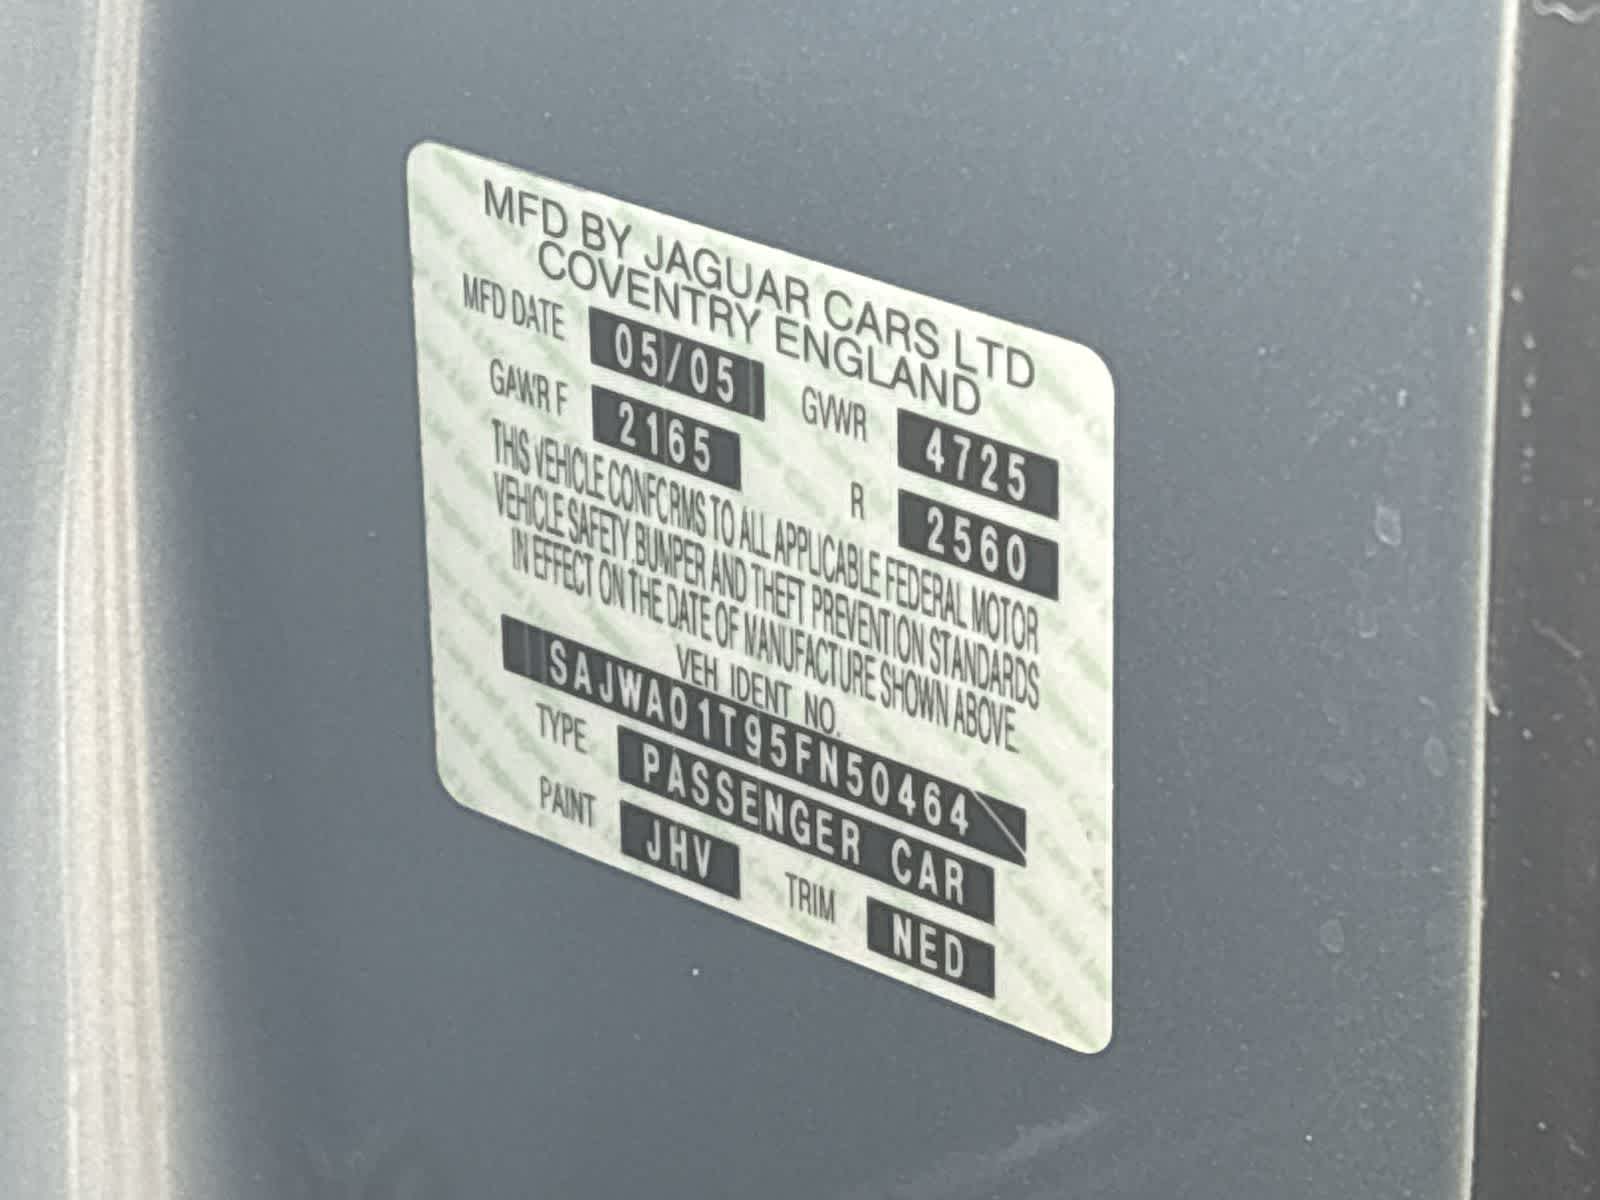 MFD BY JAGUAR CARS LTD
COVENTRY ENGLAND
MFD DATE 05/05 GVWR 4725
GAWR F 2165 R 2560
THIS VEHICLE CONFORMS TO ALL APPLICABLE FEDERAL MOTOR
VEHICLE SAFETY, BUMPER AND THEFT PREVENTION STANDARDS
IN EFFECT ON THE DATE OF MANUFACTURE SHOWN ABOVE.
VEH IDENT NO.
SAJWA01T95FN50464
TYPE PASSENGER CAR
PAINT JHV TRIM NED